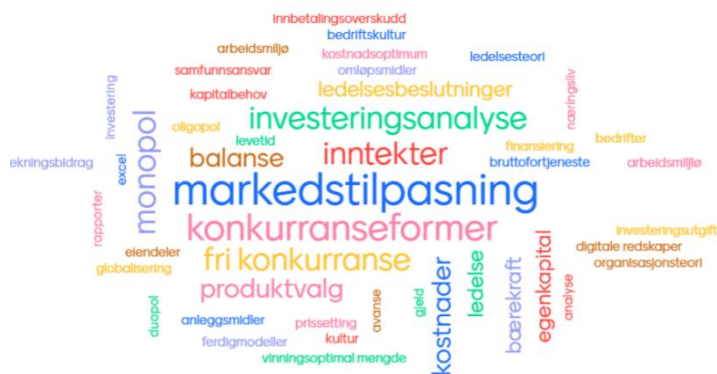 innbetalingsoverskudd
bedriftskultur
arbeidsmiljø
kostnadsoptimum
ledelsesteori
samfunnsansvar
omløpsmidler
kapitalbehov
ledelsesbeslutninger
næringsliv
investering
monopol
oligopol
investeringsanalyse
levetid
finansiering
bedrifter
ekningsbidrag
excel
balanse
inntekter
bruttofortjeneste
arbeidsmiljlø
markedstilpasning
rapporter
konkurranseformer
investeringsutgift
eiendeler
fri konkurranse
digitale redskaper
globalisering
organisasjonsteori
kostnader
ledelse
bærekraft
egenkapital
analyse
produktvalg
duopol
avanse
gjeld
anleggsmidler
prissetting
ferdigmodeller
kultur
vinningsoptimal mengde